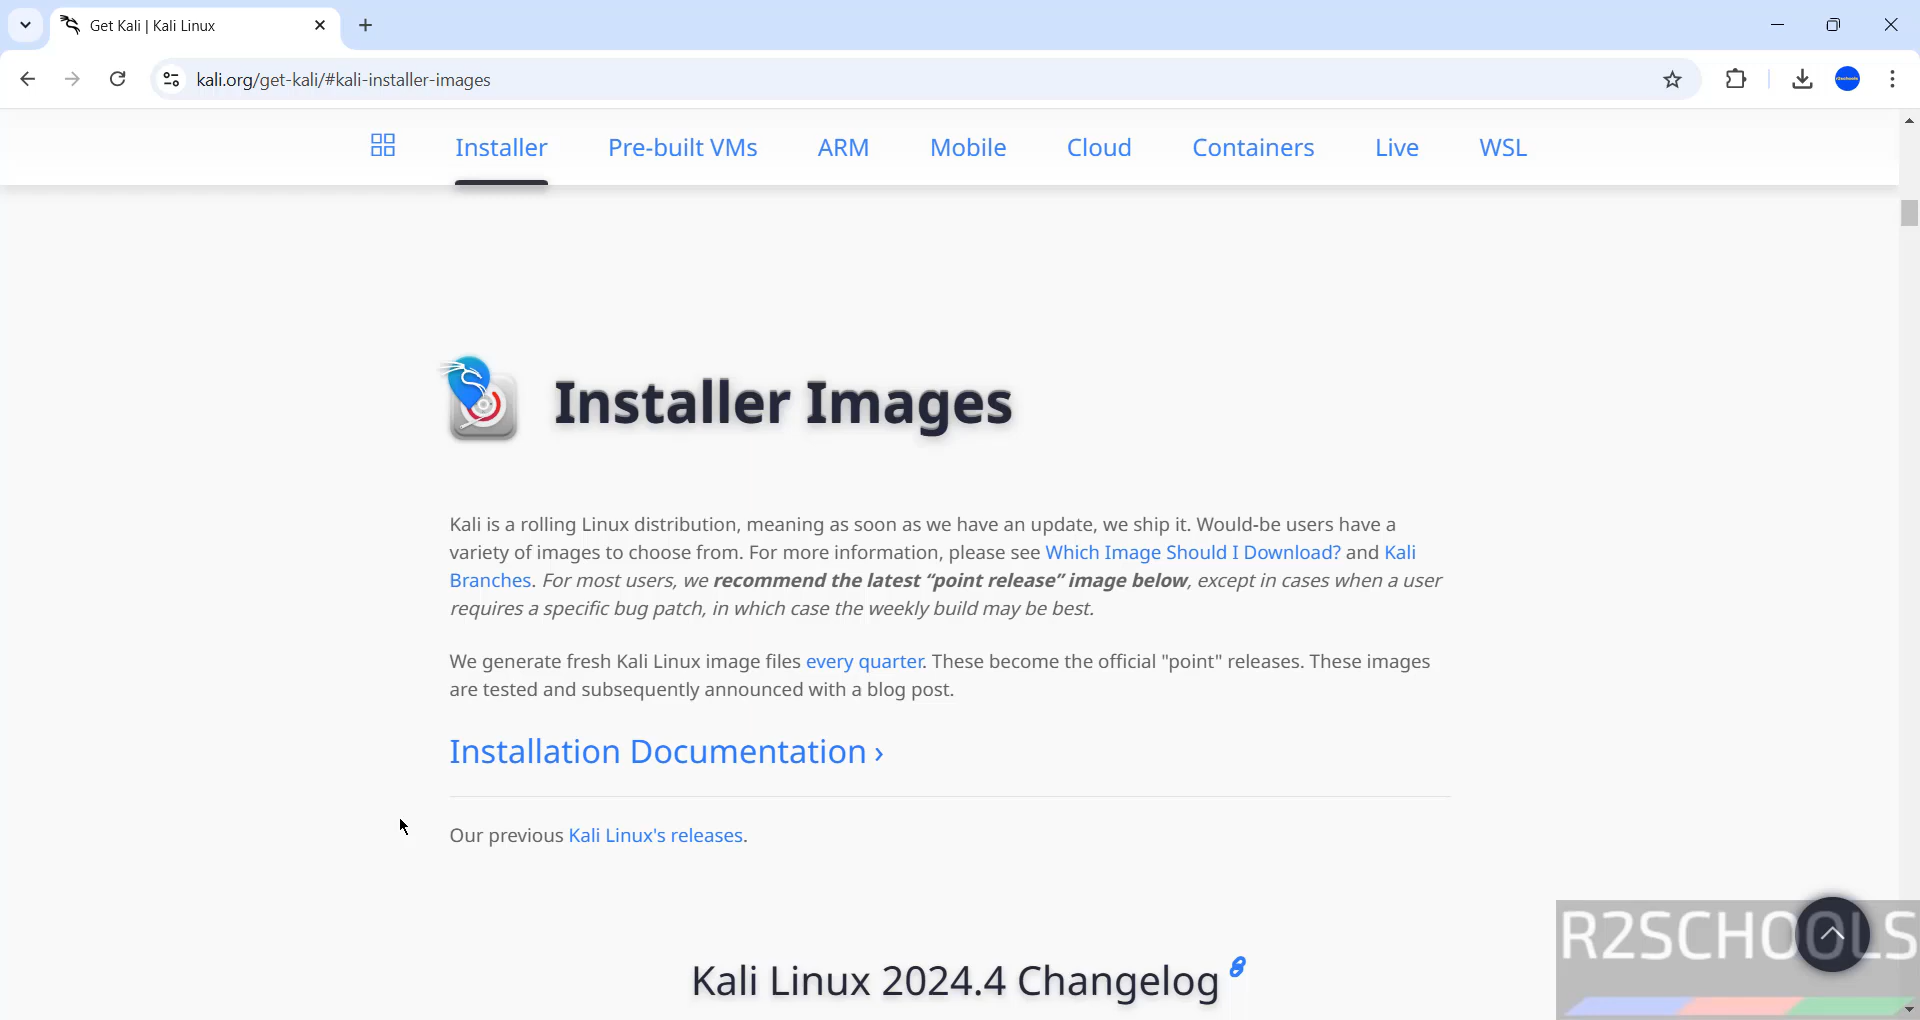 Get Kali | Kali Linux
kali.org/get-kali/#kali-installer-images
Installer Pre-built VMs ARM Mobile Cloud Containers Live WSL
Installer Images
Kali is a rolling Linux distribution, meaning as soon as we have an update, we ship it. Would-be users have a
variety of images to choose from. For more information, please see Which Image Should I Download? and Kali
Branches. For most users, we recommend the latest “point release” image below, except in cases when a user
requires a specific bug patch, in which case the weekly build may be best.
We generate fresh Kali Linux image files every quarter. These become the official "point" releases. These images
are tested and subsequently announced with a blog post.
Installation Documentation ›
Our previous Kali Linux's releases.
R2SCHOOLS
Kali Linux 2024.4 Changelog